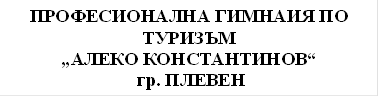 ПРОФЕСИОНАЛНА ГИМНАИЯ ПО
ТУРИЗЪМ
„АЛЕКО КОНСТАНТИНОВ“
гр. ПЛЕВЕН